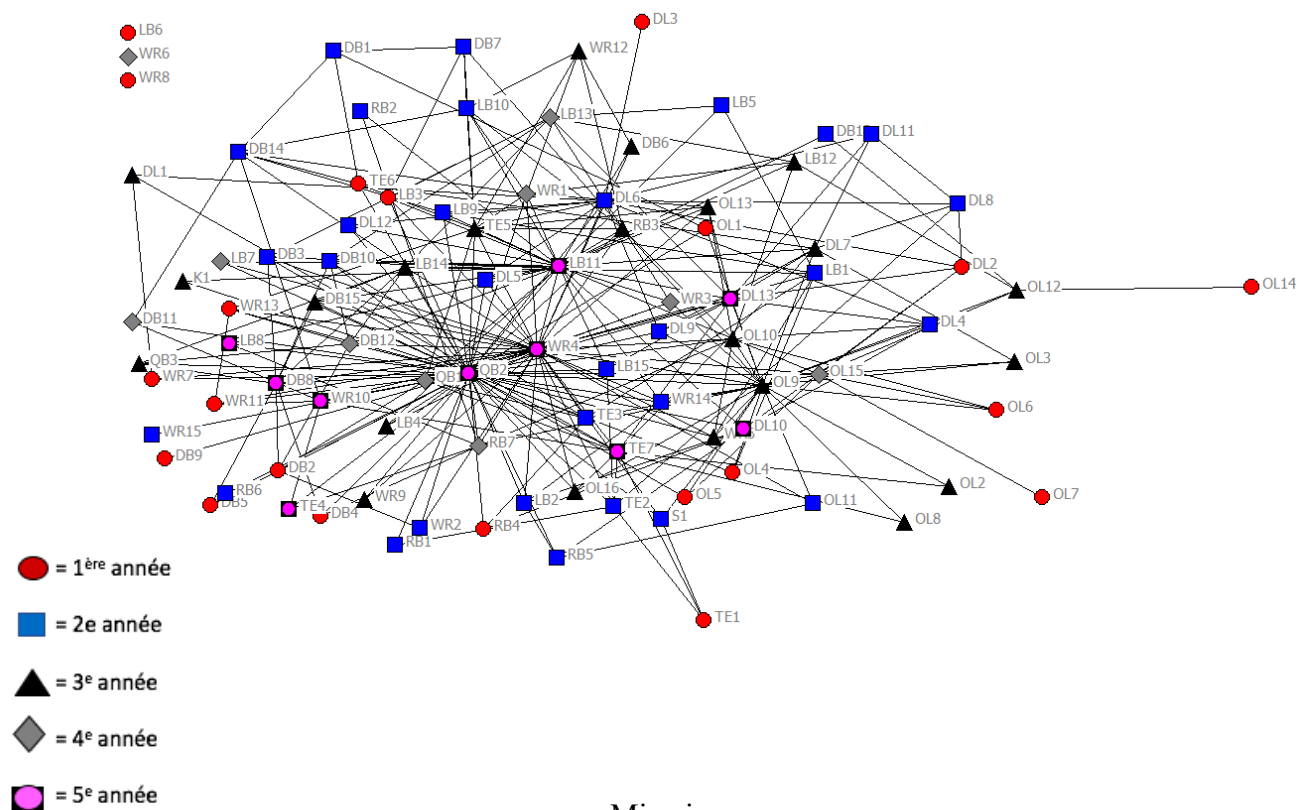 LB6
WR6
WR8
DL3
DB1
DB7
WR12
RB2
LB10
LB13
LB5
DB1
DL11
DB6
LB12
DB14
DL1
TE6
LB3
WR1
DL6
OL13
DL8
DL12
LB9
TE5
RB3
OL1
DL7
LB7
DB3
DB10
LB14
LB11
DL5
LB1
DL2
K1
OL12
OL14
WR13
DB15
WR3
DL13
DB11
DL9
DL4
LB8
DB12
WR4
OL10
QB3
WR7
DB8
QB1
QB2
LB15
OL9
OL15
OL3
WR11
WR10
WR14
OL6
TE3
LB4
DL10
WR15
RB7
TE7
DB9
DB2
OL4
RB6
DB5
TE4
DB4
WR9
LB2
OL16
TE2
OL5
OL11
OL2
OL7
WR2
RB4
S1
OL8
RB1
RB5
TE1
= 1ère année
= 2e année
= 3e année
= 4e année
= 5e année